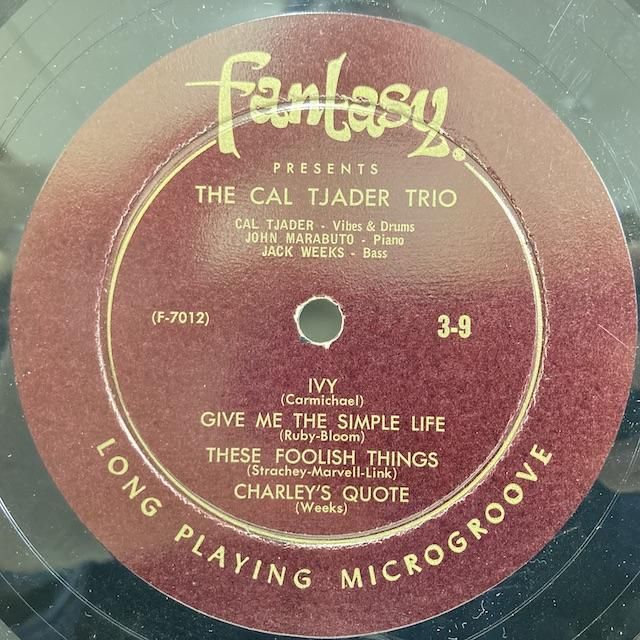 Fantasy.
PRESENTS
THE CAL TJADER TRIO
CAL TJADER - Vibes & Drums
JOHN MARABUTO - Piano
JACK WEEKS - Bass
(F-7012) 3-9
IVY
(Carmichael)
GIVE ME THE SIMPLE LIFE
(Ruby-Bloom)
THESE FOOLISH THINGS
(Strachey-Marvell-Link)
CHARLEY'S QUOTE
(Weeks)
LONG PLAYING MICROGROOVE